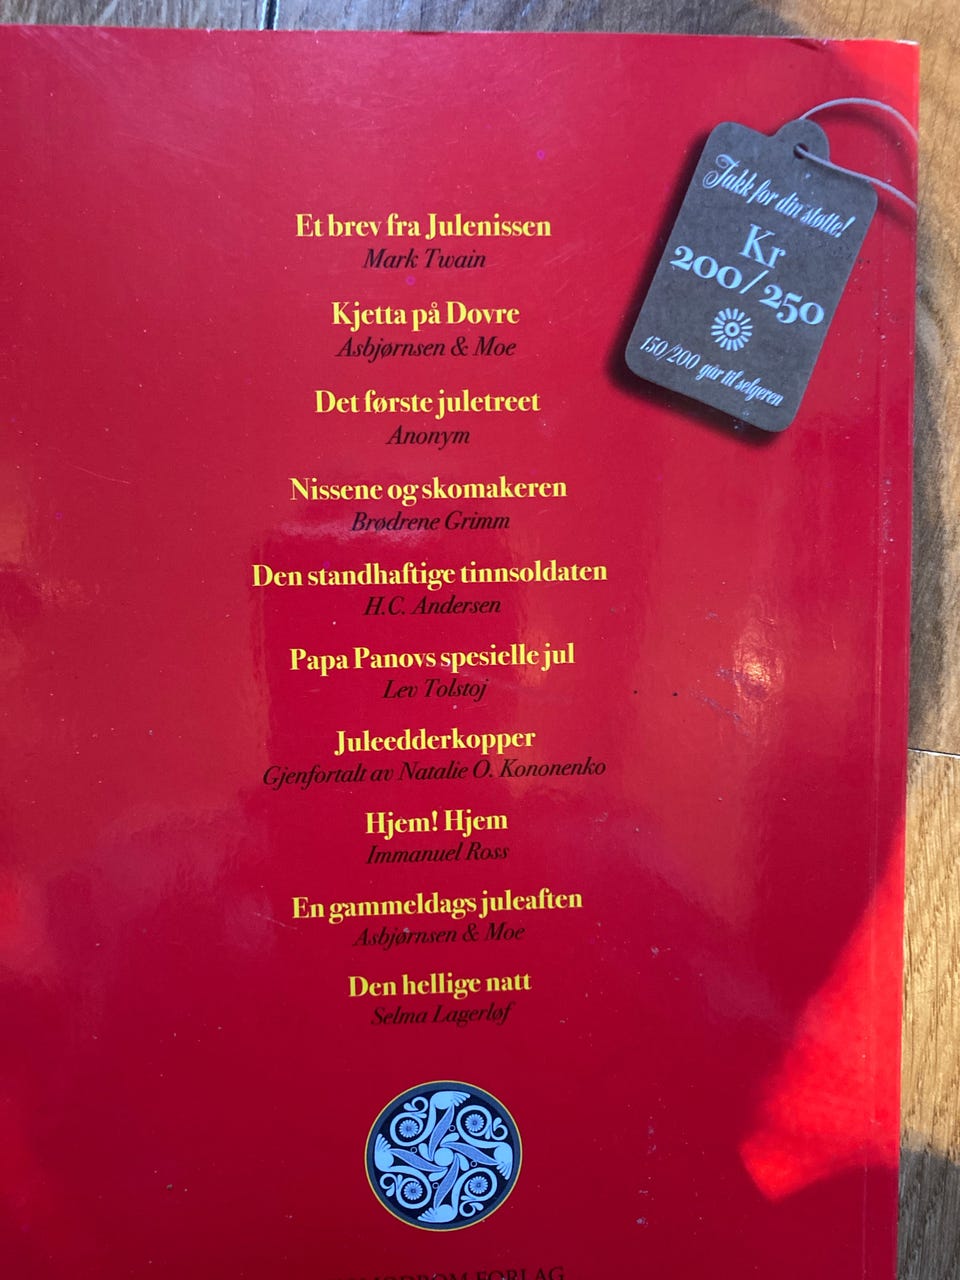 Takk for din støtte!
Kr
200/250
150/200 går til selgeren
Et brev fra Julenissen
Mark Twain
Kjetta på Dovre
Asbjørnsen & Moe
Det første juletreet
Anonym
Nissene og skomakeren
Brødrene Grimm
Den standhaftige tinnsoldaten
H.C. Andersen
Papa Panovs spesielle jul
Lev Tolstoj
Juleedderkopper
Gjenfortalt av Natalie O. Kononenko
Hjem! Hjem
Immanuel Ross
En gammeldags juleaften
Asbjørnsen & Moe
Den hellige natt
Selma Lagerløf
FORLAG